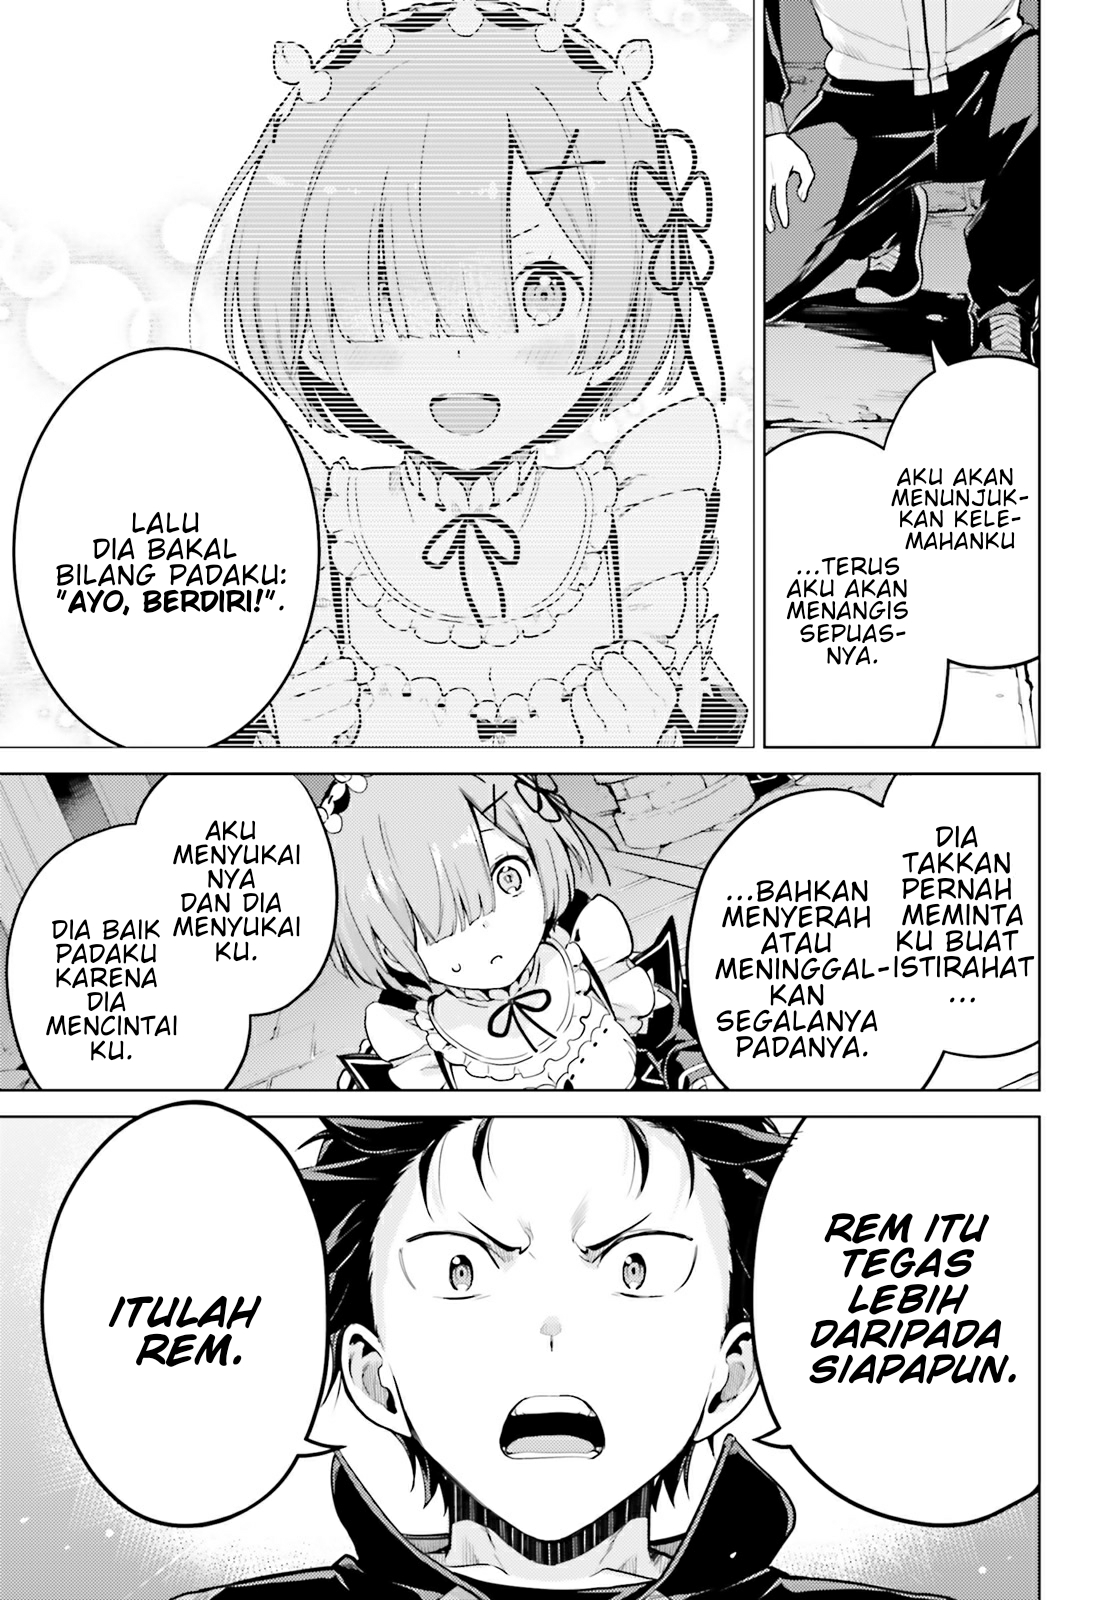 AKU AKAN
MENUNJUK-
KAN KELE-
MAHANKU
...TERUS
AKU AKAN
MENANGIS
SEPUAS-
NYA.
LALU
DIA BAKAL
BILANG PADAKU:
"AYO, BERDIRI!".
DIA
TAKKAN
PERNAH
MEMINTA
KU BUAT
ISTIRAHAT
...
...BAHKAN
MENYERAH
ATAU
MENINGGAL-
KAN
SEGALANYA
PADANYA.
AKU
MENYUKAI
NYA
DAN DIA
MENYUKAI
KU.
DIA BAIK
PADAKU
KARENA
DIA
MENCINTAI
KU.
REM ITU
TEGAS
LEBIH
DARIPADA
SIAPAPUN.
ITULAH
REM.